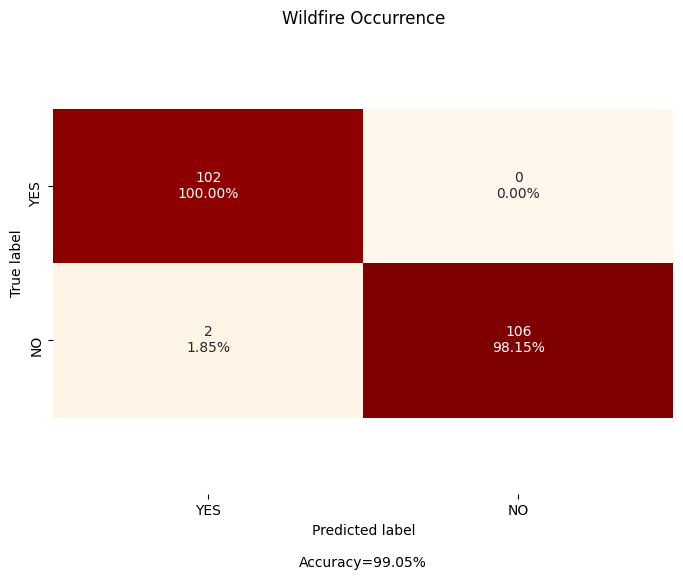 Wildfire Occurrence
102
100.00%
0
0.00%
YES
True label
2
1.85%
106
98.15%
NO
YES
NO
Predicted label
Accuracy=99.05%